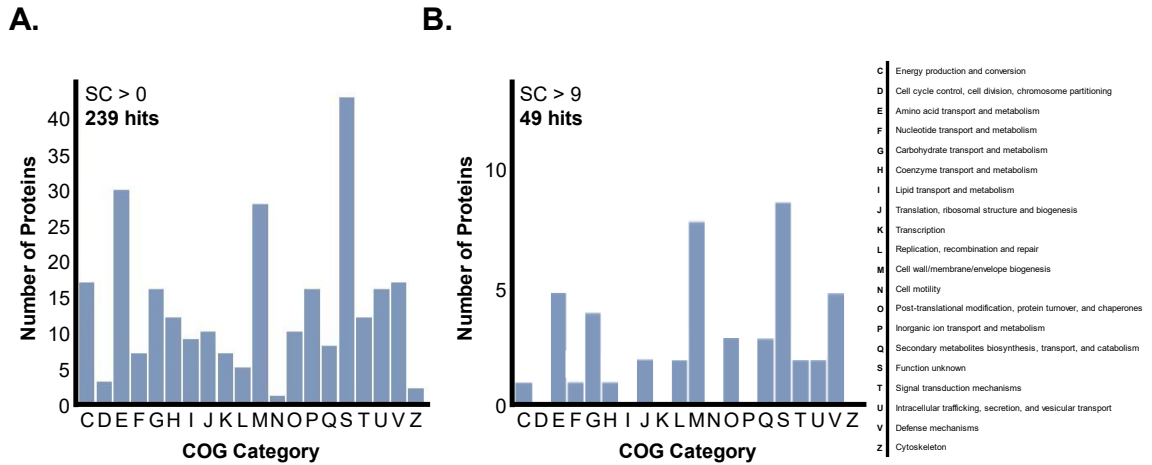 A.
B.
SC > 0
239 hits
40
35
30
25
20
15
10
5
0
Number of Proteins
C D E F G H I J K L M N O P Q S T U V Z
COG Category
SC > 9
49 hits
10
5
0
Number of Proteins
C D E F G H I J K L M N O P Q S T U V Z
COG Category
C Energy production and conversion
D Cell cycle control, cell division, chromosome partitioning
E Amino acid transport and metabolism
F Nucleotide transport and metabolism
G Carbohydrate transport and metabolism
H Coenzyme transport and metabolism
I Lipid transport and metabolism
J Translation, ribosomal structure and biogenesis
K Transcription
L Replication, recombination and repair
M Cell wall/membrane/envelope biogenesis
N Cell motility
O Post-translational modification, protein turnover, and chaperones
P Inorganic ion transport and metabolism
Q Secondary metabolites biosynthesis, transport, and catabolism
S Function unknown
T Signal transduction mechanisms
U Intracellular trafficking, secretion, and vesicular transport
V Defense mechanisms
Z Cytoskeleton